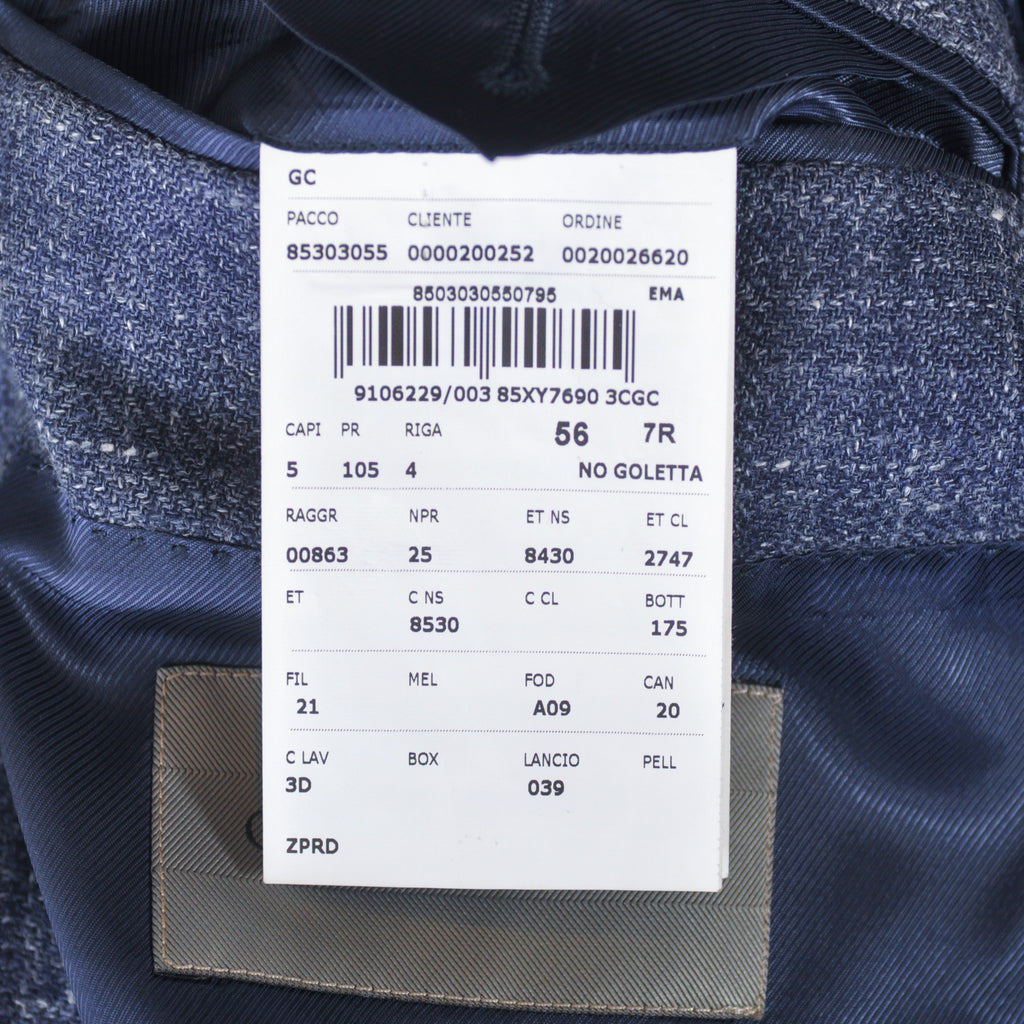 GC
PACCO CLIENTE ORDINE
85303055 0000200252 0020026620
8503030550795 EMA
9106229/003 85XY7690 3CGC
CAPI PR RIGA 56 7R
5 105 4 NO GOLETTA
RAGGR NPR ET NS ET CL
00863 25 8430 2747
ET C NS C CL BOTT
8530 175
FIL MEL FOD CAN
21 A09 20
C LAV BOX LANCIO PELL
3D 039
ZPRD